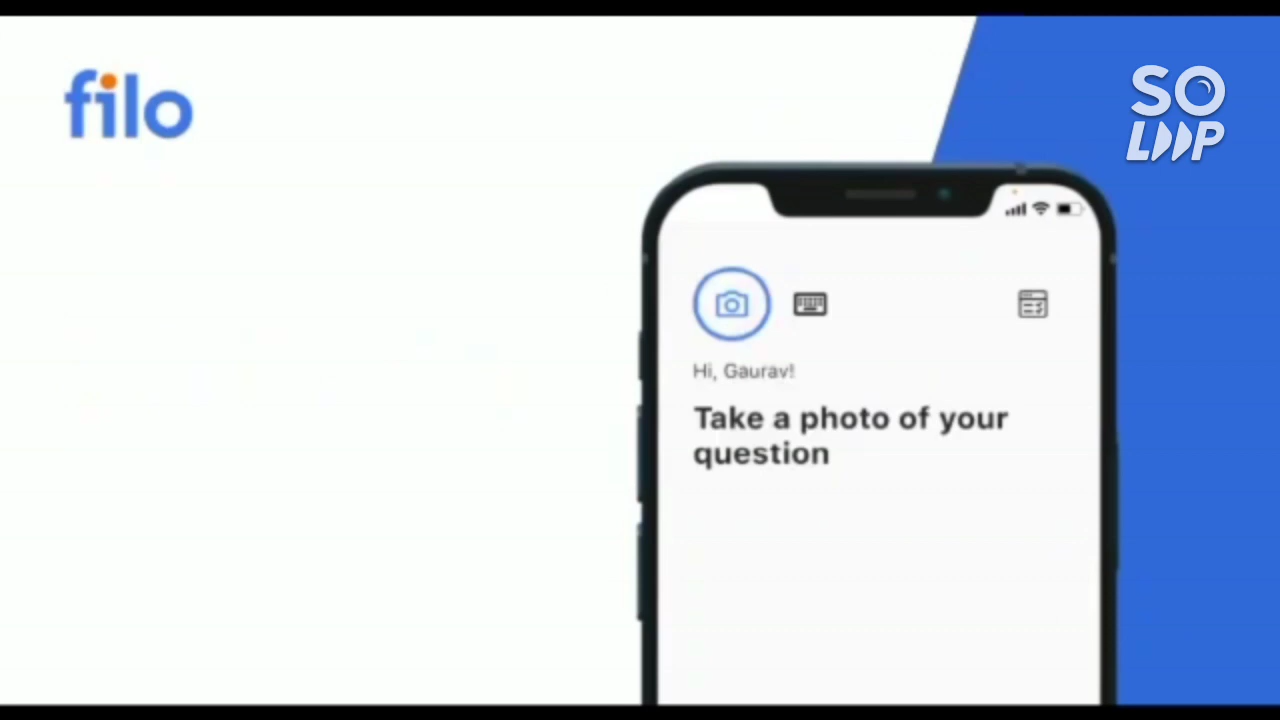 filo
SO
LOOP
Hi, Gaurav!
Take a photo of your
question